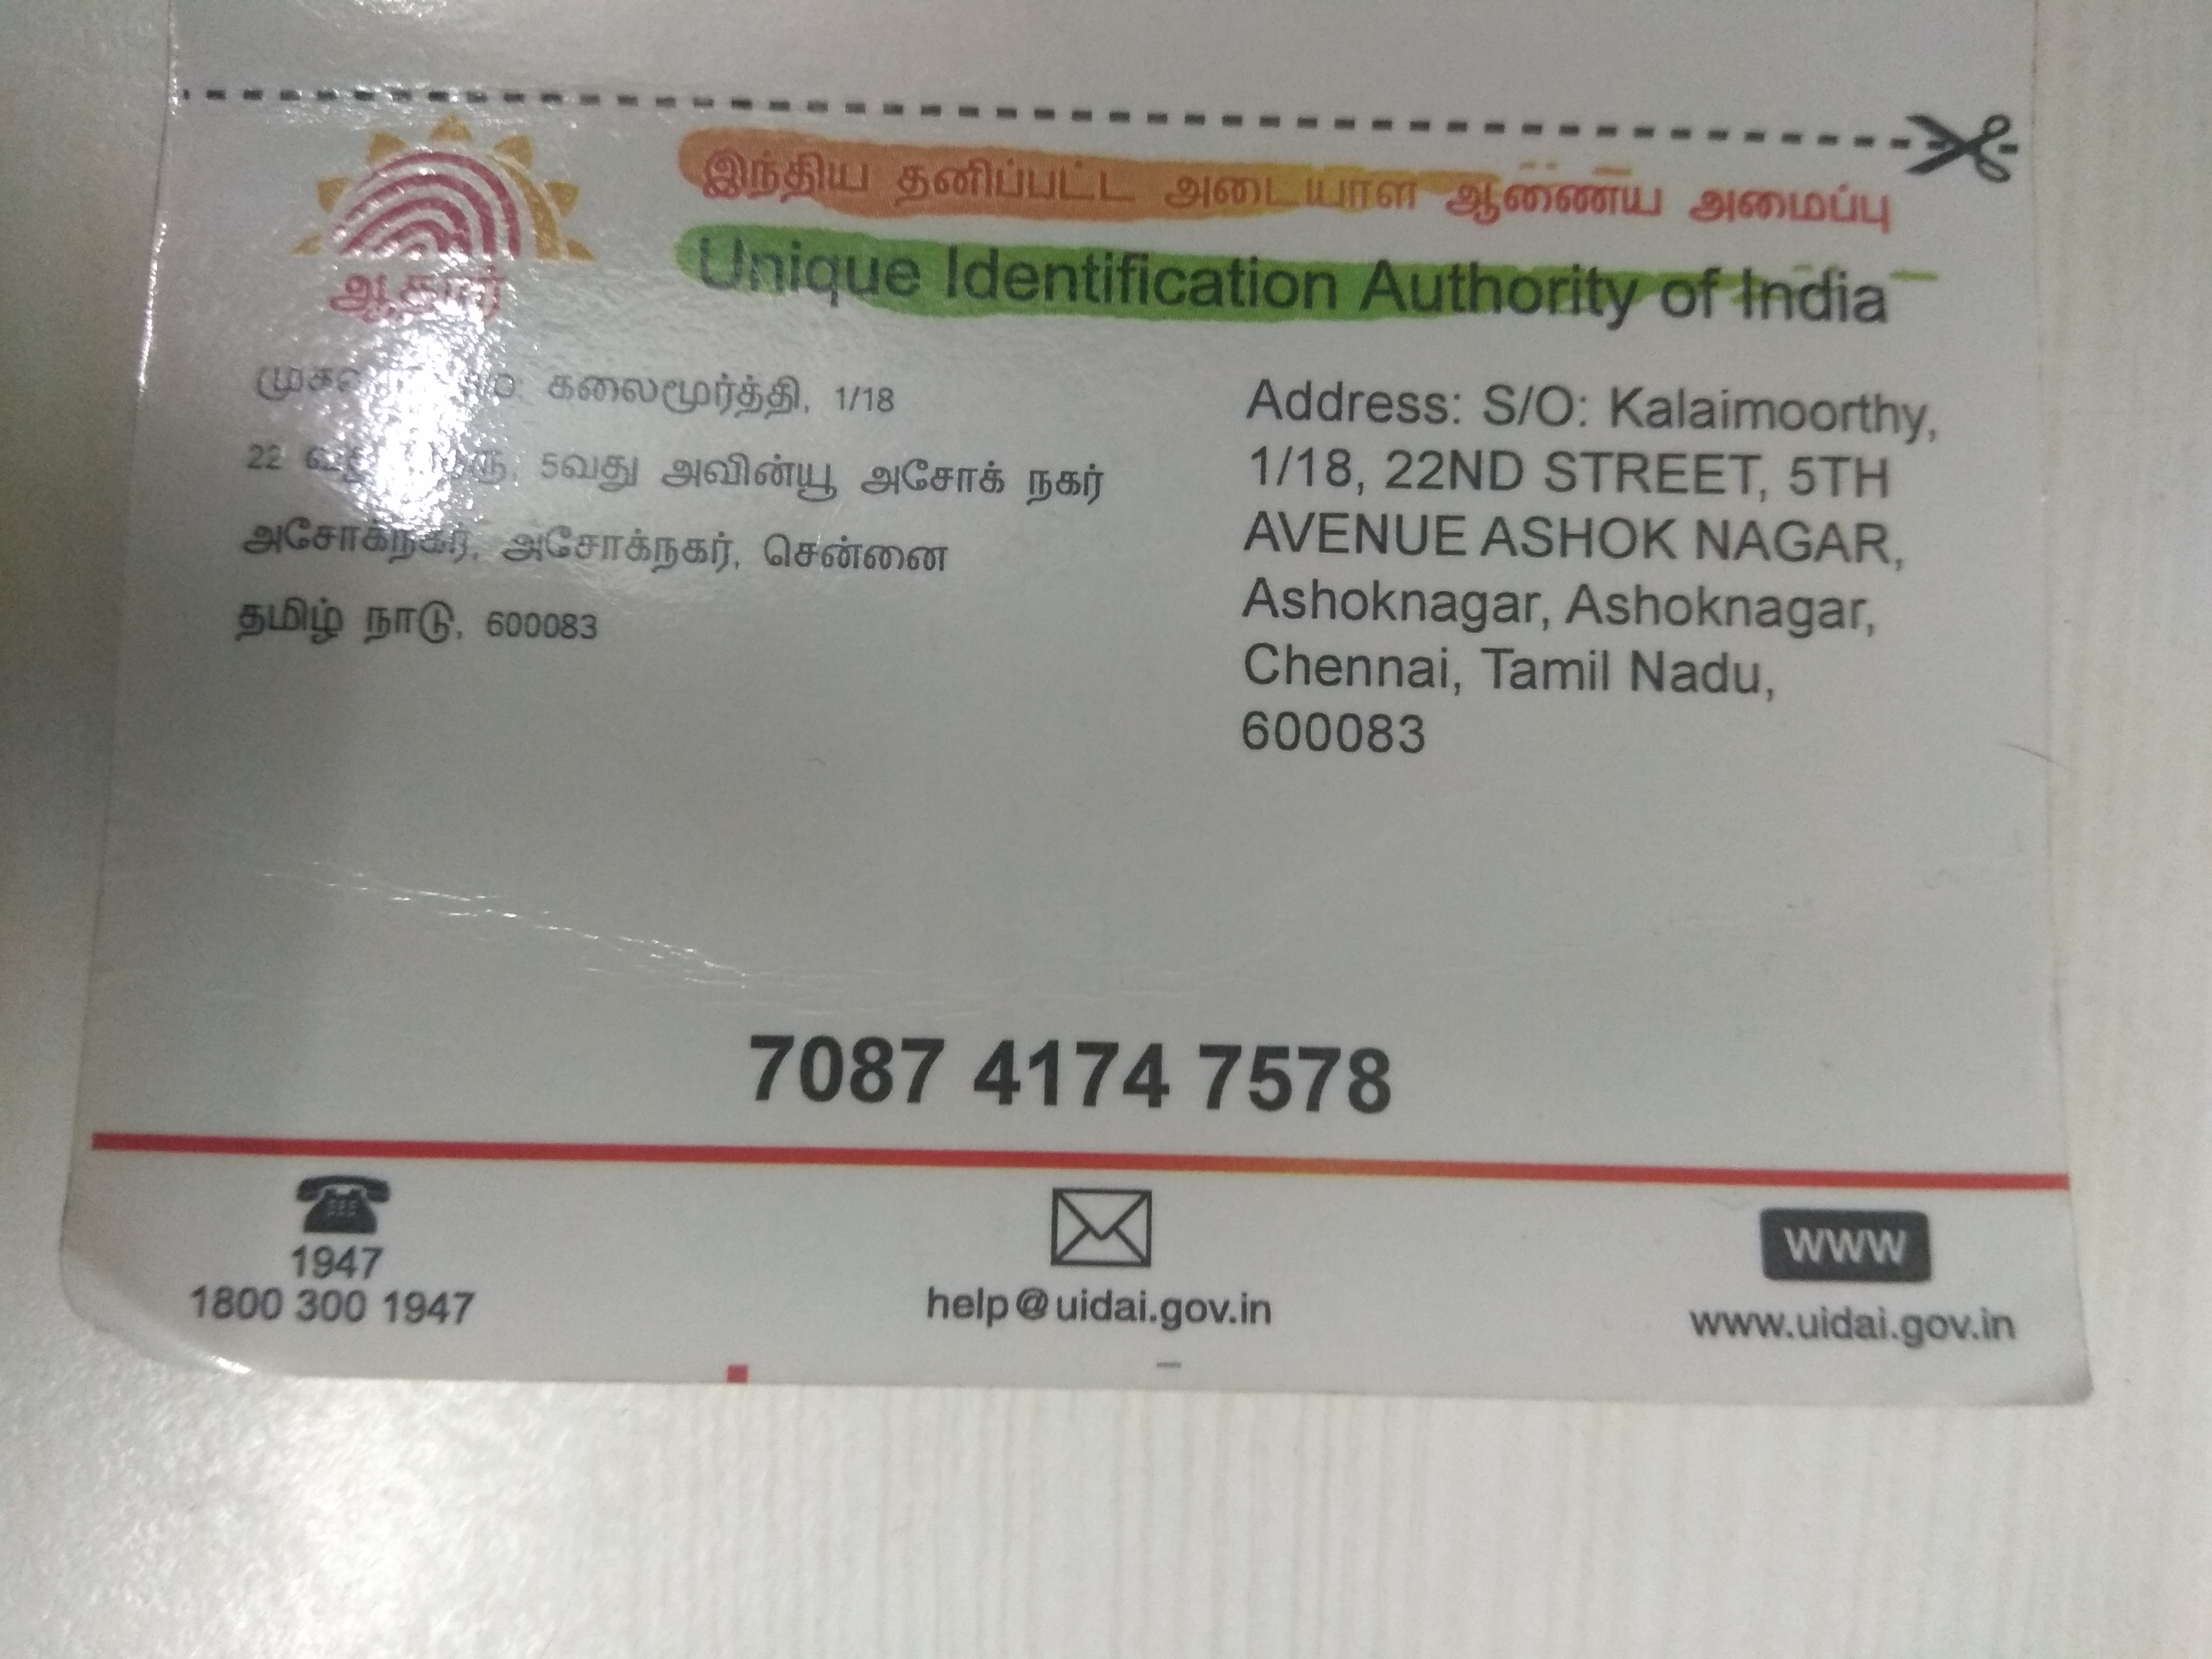 இந்திய தனிப்பட்ட அடையாள ஆணைய அமைப்பு
Unique Identification Authority of India
ஆதார்
கலைமூர்த்தி, 1/18
22 5வது அவின்யூ அசோக் நகர்
அசோக்நகர், அசோக்நகர், சென்னை
தமிழ் நாடு, 600083
Address: S/O: Kalaimoorthy,
1/18, 22ND STREET, 5TH
AVENUE ASHOK NAGAR,
Ashoknagar, Ashoknagar,
Chennai, Tamil Nadu,
600083
7087 4174 7578
1947
1800 300 1947
help@uidai.gov.in
WWW
www.uidai.gov.in